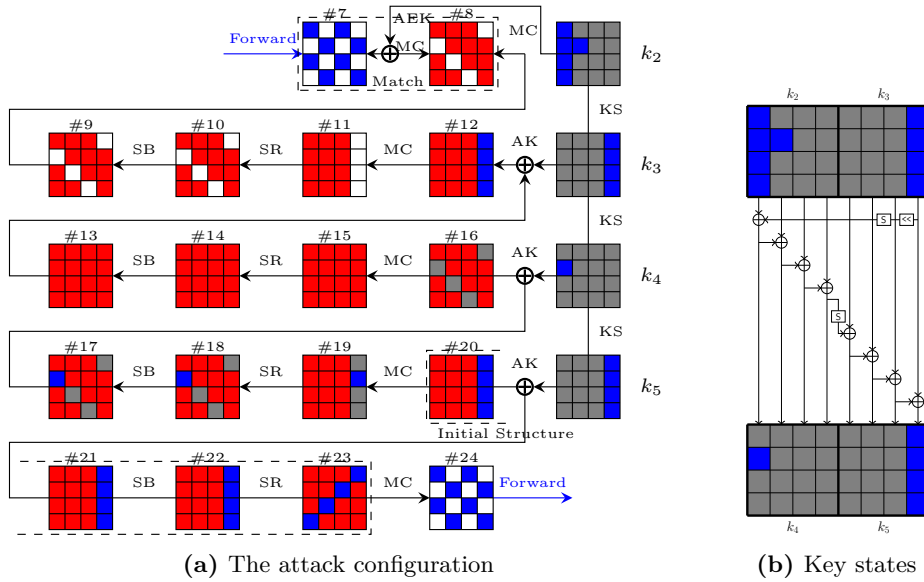 #7 AEK #8
Forward MC MC k2
Match
KS
#9 #10 #11 #12
SB SR MC AK k3
KS
#13 #14 #15 #16
SB SR MC AK k4
KS
#17 #18 #19 #20
SB SR MC AK k5
Initial Structure
#21 #22 #23 #24
SB SR MC Forward
(a) The attack configuration
k2 k3
S <<
S
k4 k5
(b) Key states